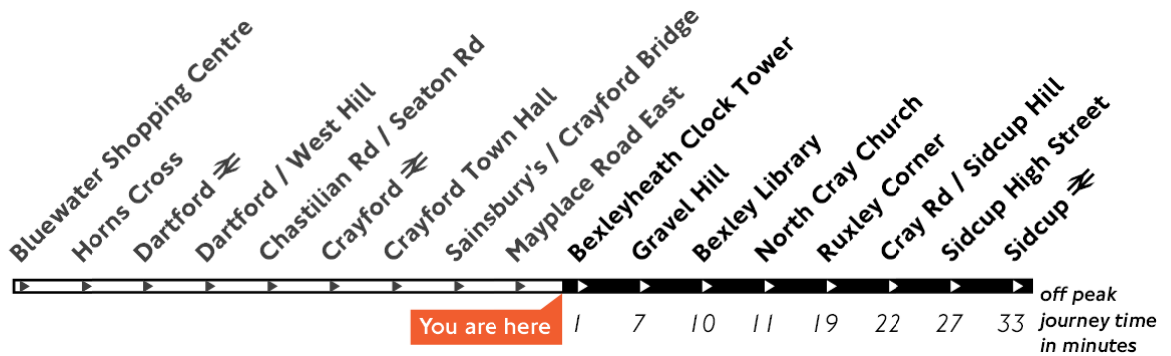 Bluewater Shopping Centre
Horns Cross
Dartford
Dartford / West Hill
Chastilian Rd / Seaton Rd
Crayford
Crayford Town Hall
Sainsbury's / Crayford Bridge
Mayplace Road East
Bexleyheath Clock Tower
Gravel Hill
Bexley Library
North Cray Church
Ruxley Corner
Cray Rd / Sidcup Hill
Sidcup High Street
Sidcup
You are here
1 7 10 11 19 22 27 33
off peak
journey time
in minutes